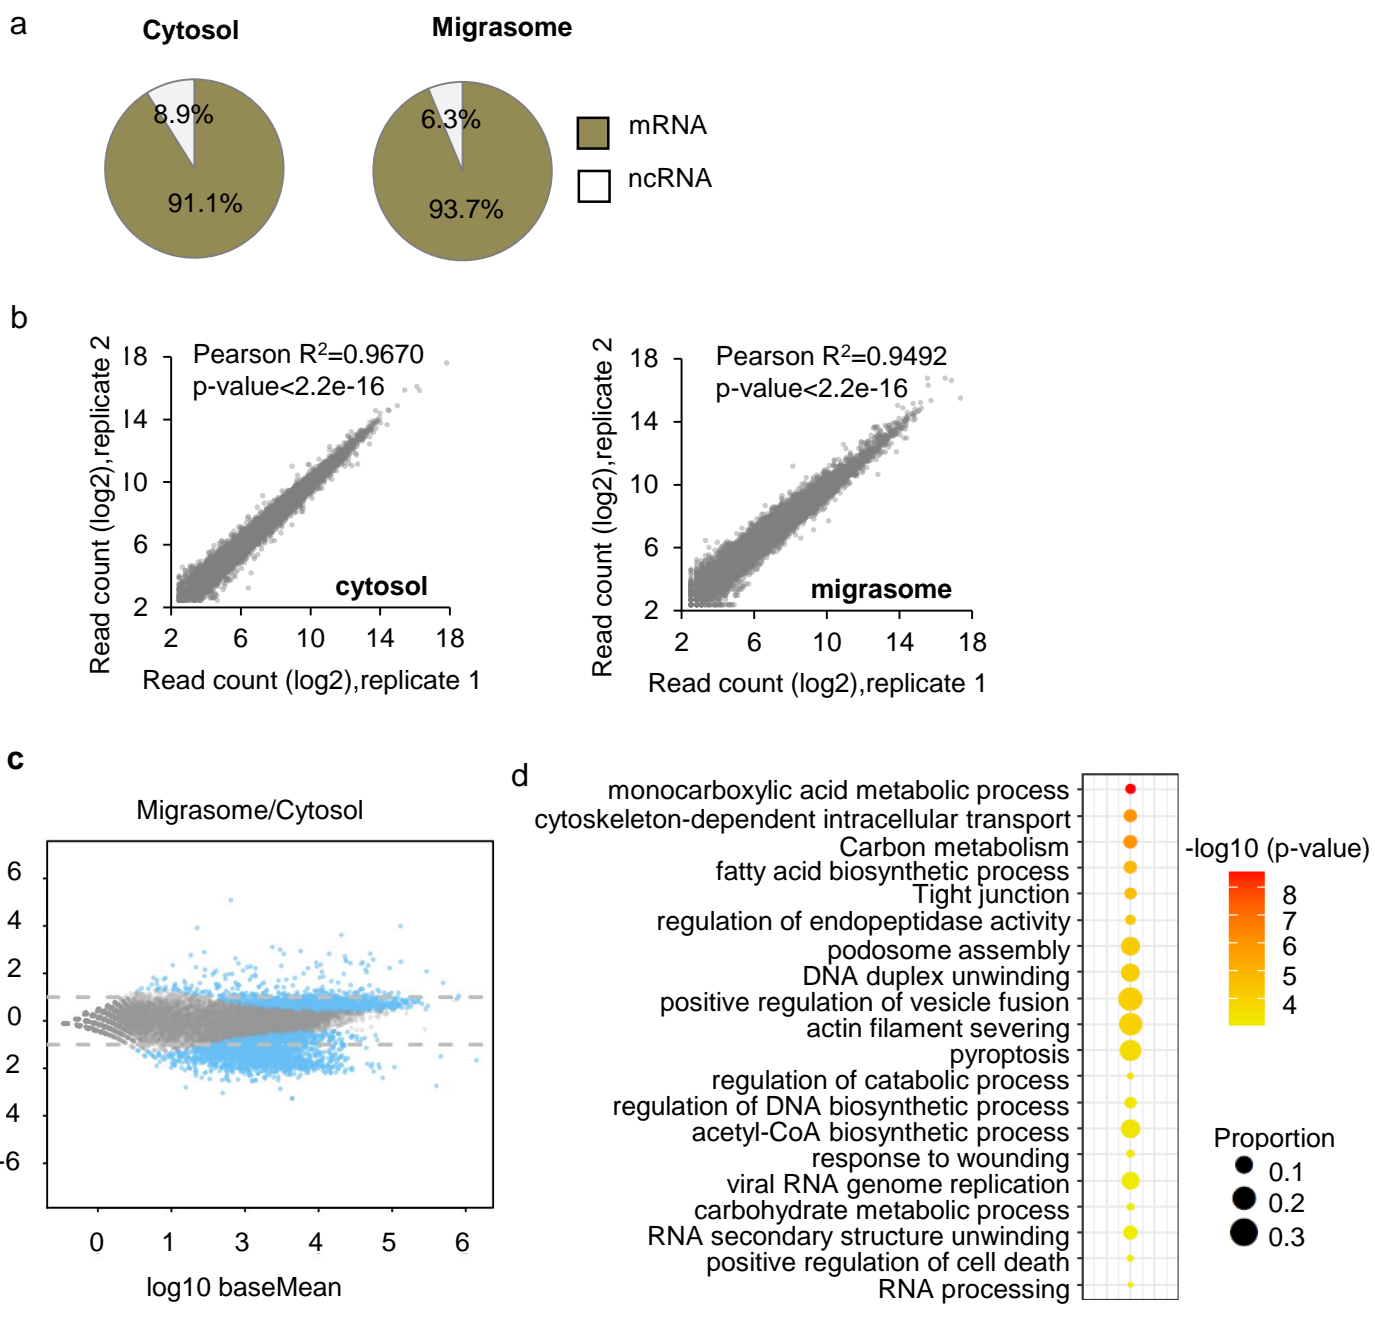 a
Cytosol
Migrasome
8.9%
91.1%
6.3%
93.7%
mRNA
ncRNA
b
Read count (log2),replicate 2
18
14
10
6
2
Pearson R²=0.9670
p-value<2.2e-16
cytosol
2 6 10 14 18
Read count (log2),replicate 1
Read count (log2),replicate 2
18
14
10
6
2
Pearson R²=0.9492
p-value<2.2e-16
migrasome
2 6 10 14 18
Read count (log2),replicate 1
c
Migrasome/Cytosol
6
4
2
0
2
4
-6
0 1 3 4 5 6
log10 baseMean
d
monocarboxylic acid metabolic process
cytoskeleton-dependent intracellular transport
Carbon metabolism
fatty acid biosynthetic process
Tight junction
regulation of endopeptidase activity
podosome assembly
DNA duplex unwinding
positive regulation of vesicle fusion
actin filament severing
pyroptosis
regulation of catabolic process
regulation of DNA biosynthetic process
acetyl-CoA biosynthetic process
response to wounding
viral RNA genome replication
carbohydrate metabolic process
RNA secondary structure unwinding
positive regulation of cell death
RNA processing
-log10 (p-value)
8
7
6
5
4
Proportion
0.1
0.2
0.3